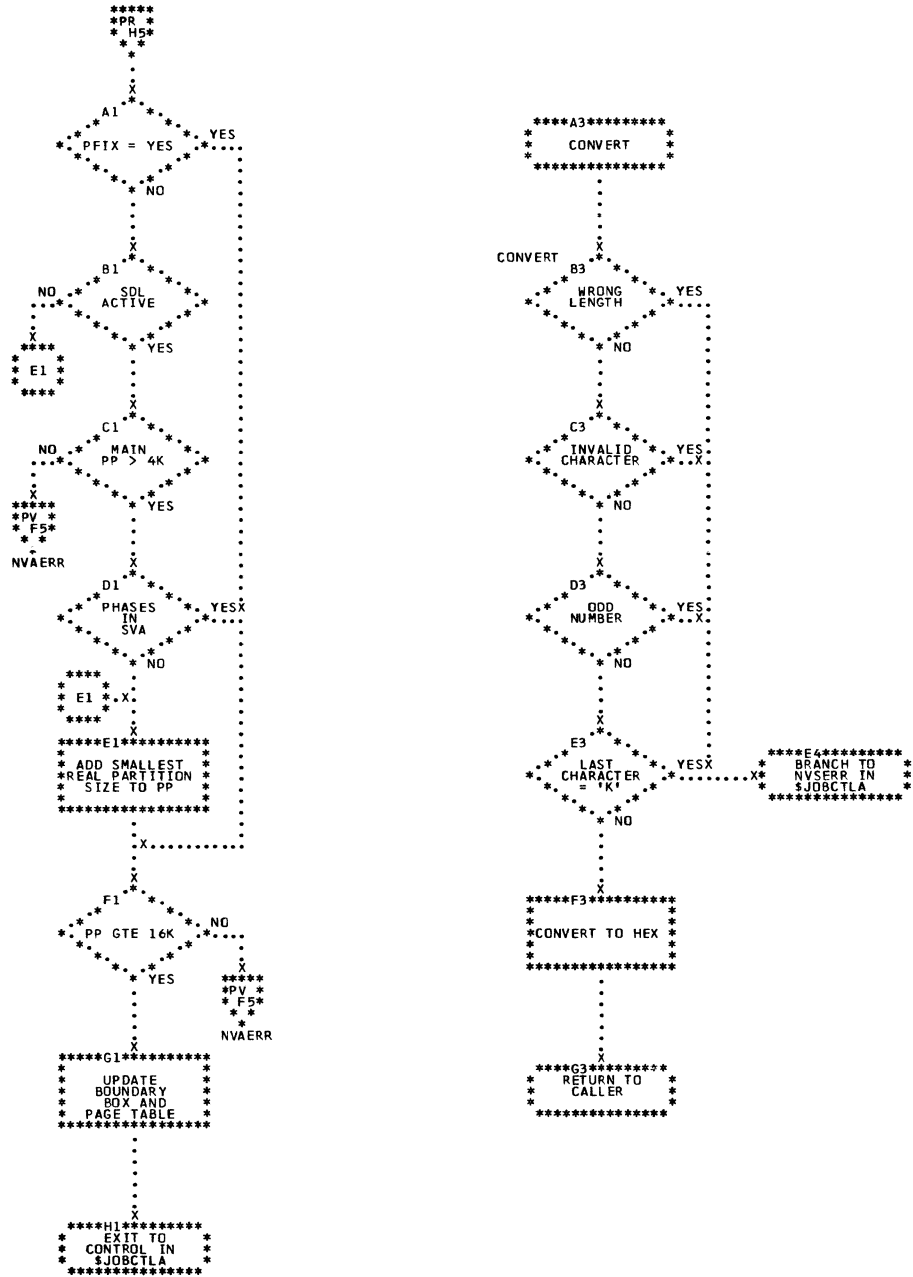 PR
H5
A1
PFIX = YES
YES
NO
B1
SDL
ACTIVE
NO
YES
E1
C1
MAIN
PP > 4K
NO
YES
PV
F5
NVAERR
D1
PHASES
IN
SVA
YES
NO
E1
E1
ADD SMALLEST
REAL PARTITION
SIZE TO PP
F1
PP GTE 16K
NO
YES
PV
F5
NVAERR
G1
UPDATE
BOUNDARY
BOX AND
PAGE TABLE
H1
EXIT TO
CONTROL IN
$JOBCTLA
A3
CONVERT
CONVERT
B3
WRONG
LENGTH
YES
NO
C3
INVALID
CHARACTER
YES
NO
D3
ODD
NUMBER
YES
NO
E3
LAST
CHARACTER
= 'K'
YES
NO
E4
BRANCH TO
NVSERR IN
$JOBCTLA
F3
CONVERT TO HEX
G3
RETURN TO
CALLER